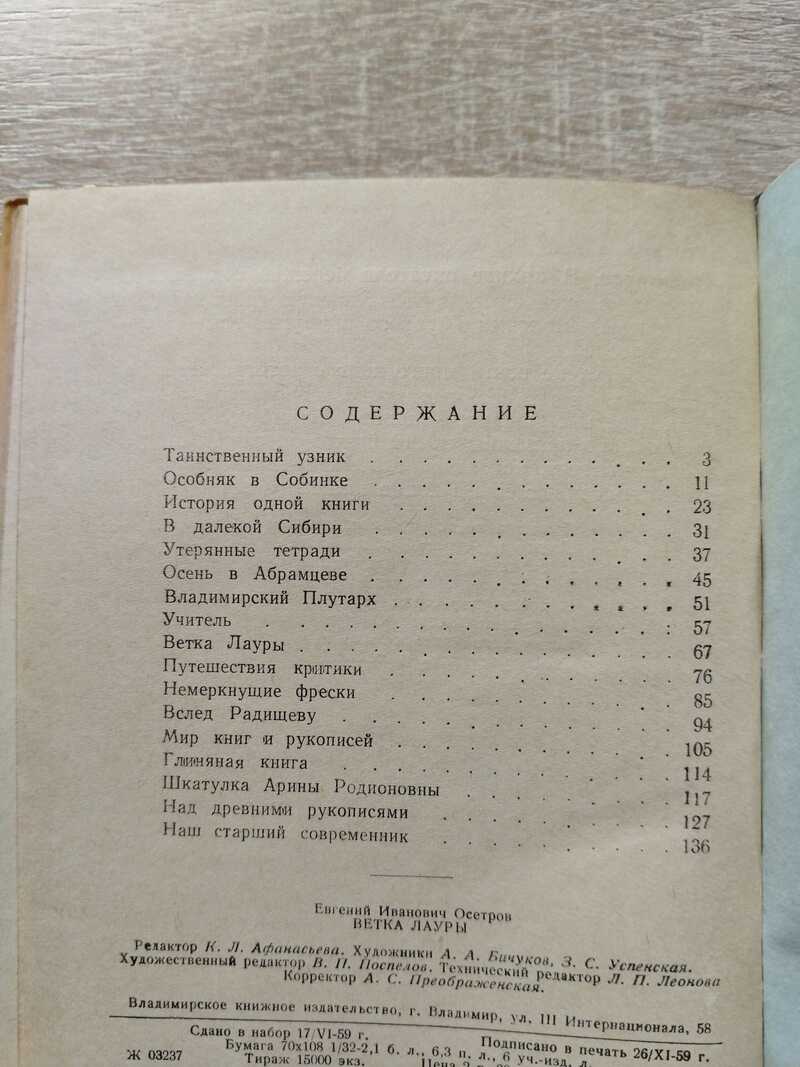 СОДЕРЖАНИЕ
Таинственный узник . . . . . . . . . . . . . 3
Особняк в Собинке . . . . . . . . . . . . . 11
История одной книги . . . . . . . . . . . . 23
В далекой Сибири . . . . . . . . . . . . . 31
Утерянные тетради . . . . . . . . . . . . . 37
Осень в Абрамцеве . . . . . . . . . . . . . 45
Владимирский Плутарх . . . . . . . . . . . . 51
Учитель . . . . . . . . . . . . . . . . 57
Ветка Лауры . . . . . . . . . . . . . . . 67
Путешествия критики . . . . . . . . . . . . 76
Немеркнущие фрески . . . . . . . . . . . . 85
Вслед Радищеву . . . . . . . . . . . . . . 94
Мир книг и рукописей . . . . . . . . . . . . 105
Глиняная книга . . . . . . . . . . . . . . 114
Шкатулка Арины Родионовны . . . . . . . . . 117
Над древними рукописями . . . . . . . . . . 127
Наш старший современник . . . . . . . . . . 136
Евгений Иванович Осетров
ВЕТКА ЛАУРЫ
Редактор К. Л. Афанасьева. Художники А. А. Бичуков, З. С. Успенская.
Художественный редактор В. П. Поспелов. Технический редактор Л. П. Леонова
Корректор А. С. Преображенская.
Владимирское книжное издательство, г. Владимир, ул. III Интернационала, 58
Сдано в набор 17/VI-59 г. Подписано в печать 26/XI-59 г.
Ж 03237 Бумага 70х108 1/32-2,1 б. л., 6,3 п. л., 6 уч.-изд. л.
Тираж 15000 экз. Цена